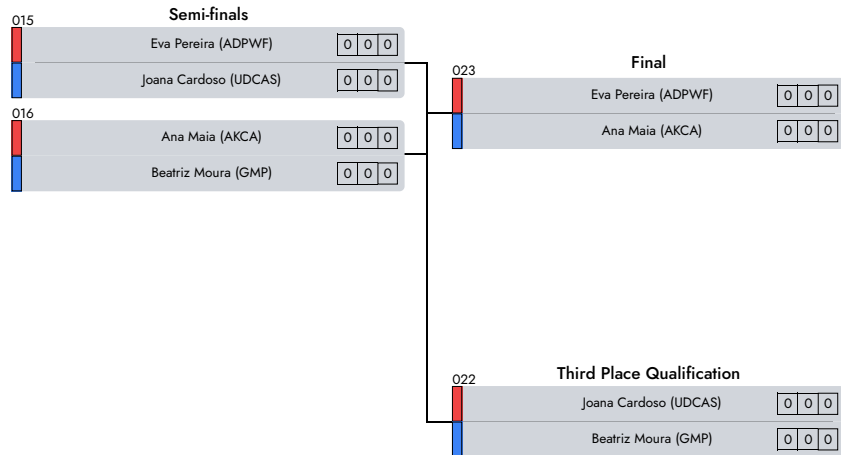 Semi-finals
015
Eva Pereira (ADPWF) 0 0 0
Joana Cardoso (UDCAS) 0 0 0
016
Ana Maia (AKCA) 0 0 0
Beatriz Moura (GMP) 0 0 0
Final
023
Eva Pereira (ADPWF) 0 0 0
Ana Maia (AKCA) 0 0 0
Third Place Qualification
022
Joana Cardoso (UDCAS) 0 0 0
Beatriz Moura (GMP) 0 0 0